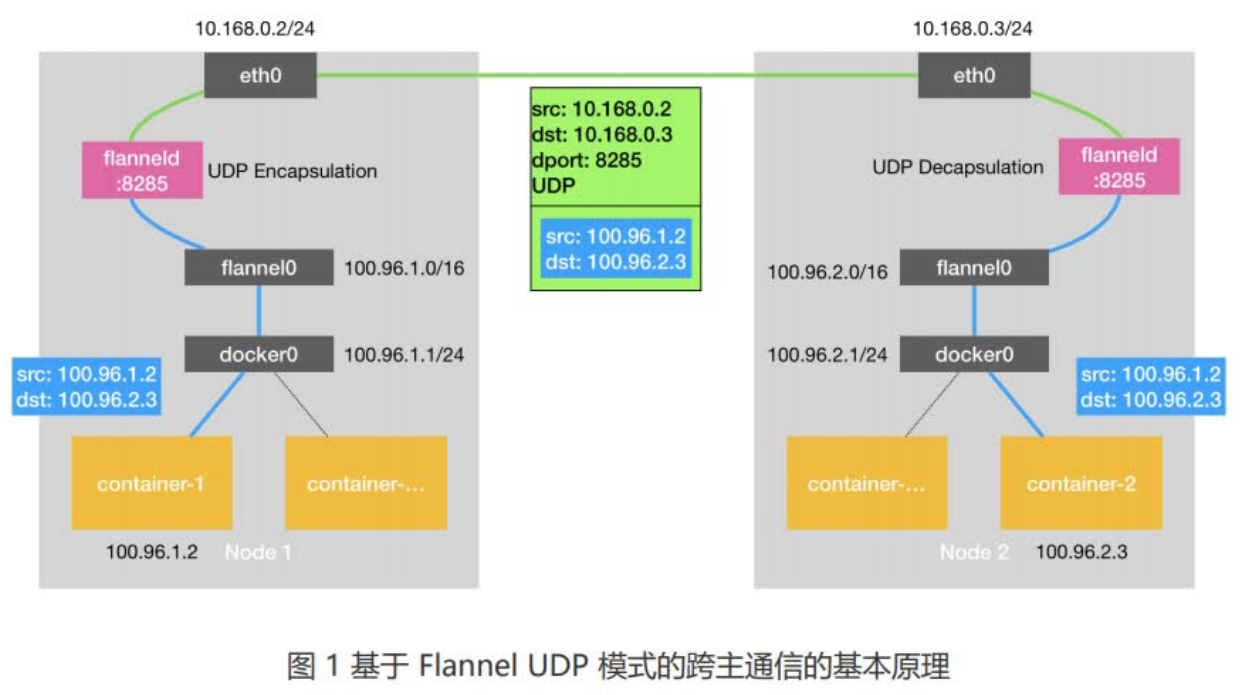 10.168.0.2/24
10.168.0.3/24
eth0
eth0
src: 10.168.0.2
dst: 10.168.0.3
dport: 8285
UDP
flanneld
:8285
UDP Encapsulation
UDP Decapsulation
flanneld
:8285
src: 100.96.1.2
dst: 100.96.2.3
flannel0
100.96.1.0/16
100.96.2.0/16
flannel0
docker0
100.96.1.1/24
100.96.2.1/24
docker0
src: 100.96.1.2
dst: 100.96.2.3
src: 100.96.1.2
dst: 100.96.2.3
container-1
container-...
container-...
container-2
100.96.1.2
Node 1
Node 2
100.96.2.3
图 1 基于 Flannel UDP 模式的跨主通信的基本原理